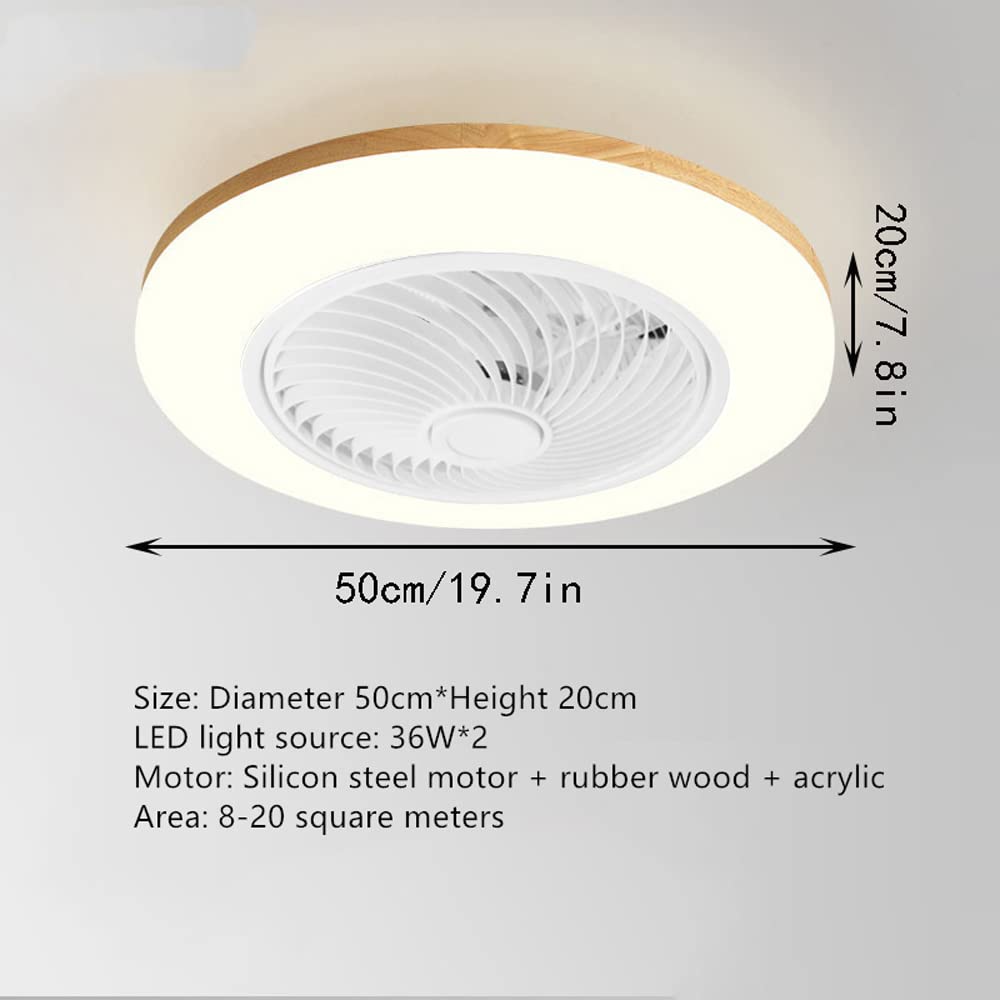 20cm/7.8in
50cm/19.7in
Size: Diameter 50cm*Height 20cm
LED light source: 36W*2
Motor: Silicon steel motor + rubber wood + acrylic
Area: 8-20 square meters